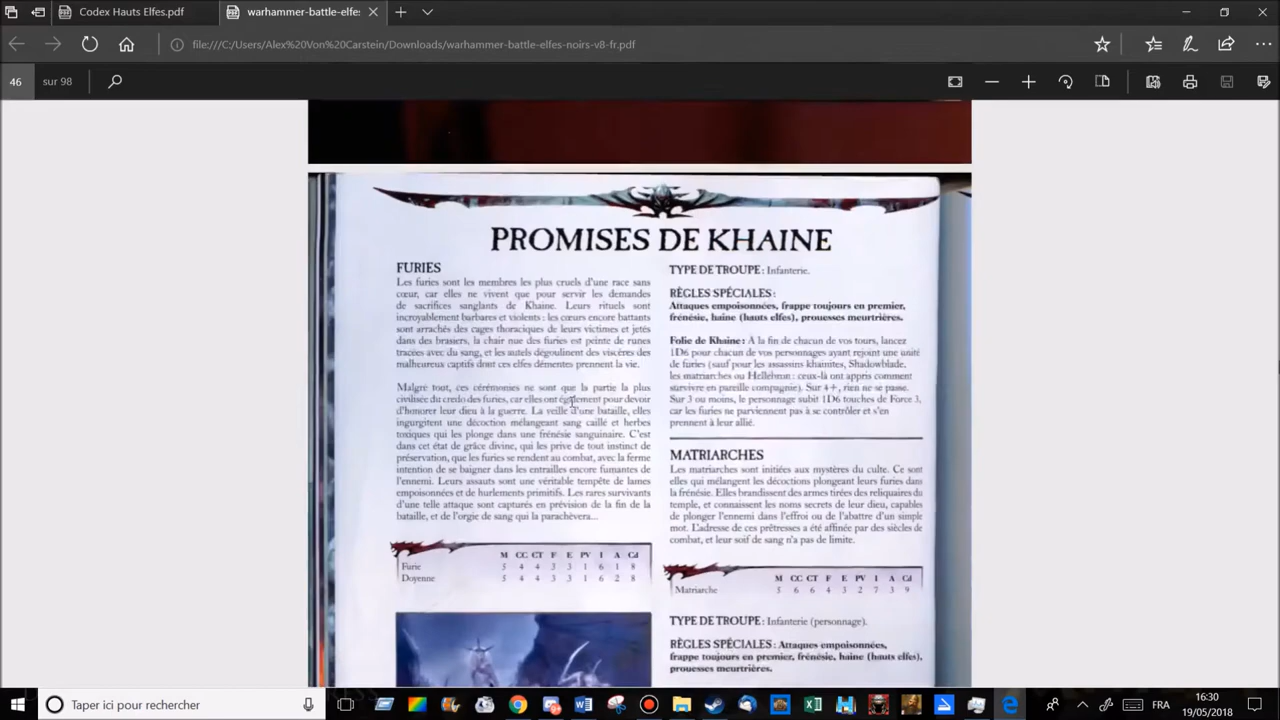 Codex Hauts Elfes.pdf
warhammer-battle-elfes-
file:///C:/Users/Alex%20Von%20Carstein/Downloads/warhammer-battle-elfes-noirs-v8-fr.pdf
46 sur 98
PROMISES DE KHAINE
FURIES
Les furies sont les membres les plus cruels d'une race sans
cœur, car elles ne vivent que pour servir les demandes
de sacrifices sanglants de Khaine. Leurs rituels sont
incroyablement barbares et violents : les cœurs encore battants
sont arrachés des cages thoraciques de leurs victimes et jetés
dans des brasiers, la chair nue des furies est peinte de runes
tracées avec du sang, et les autels dégoulinent des viscères des
malheureux captifs dont ces elfes démentes prennent la vie.
Malgré tout, ces cérémonies ne sont que la partie la plus
civilisée du credo des furies, car elles ont également pour devoir
d'honorer leur dieu à la guerre. La veille d'une bataille, elles
ingurgitent une décoction mélangeant sang caillé et herbes
toxiques qui les plonge dans une frénésie sanguinaire. C'est
dans cet état de grâce divine, qui les prive de tout instinct de
préservation, que les furies se rendent au combat, avec la ferme
intention de se baigner dans les entrailles encore fumantes de
l'ennemi. Leurs assauts sont une véritable tempête de lames
empoisonnées et de hurlements primitifs. Les rares survivants
d'une telle attaque sont capturés en prévision de la fin de la
bataille, et de l'orgie de sang qui la parachèvera...
M CC CT F E PV I A Cd
Furie 5 4 4 3 3 1 6 1 8
Doyenne 5 4 4 3 3 1 6 2 8
TYPE DE TROUPE : Infanterie.
RÈGLES SPÉCIALES :
Attaques empoisonnées, frappe toujours en premier,
frénésie, haine (hauts elfes), prouesses meurtrières.
Folie de Khaine : À la fin de chacun de vos tours, lancez
1D6 pour chacun de vos personnages ayant rejoint une unité
de furies (sauf pour les assassins khaïnites, Shadowblade,
les matriarches ou Hellebron : ceux-là ont appris comment
survivre en pareille compagnie). Sur 4+, rien ne se passe.
Sur 3 ou moins, le personnage subit 1D6 touches de Force 3,
car les furies ne parviennent pas à se contrôler et s'en
prennent à leur allié.
MATRIARCHES
Les matriarches sont initiées aux mystères du culte. Ce sont
elles qui mélangent les décoctions plongeant leurs furies dans
la frénésie. Elles brandissent des armes tirées des reliquaires du
temple, et connaissent les noms secrets de leur dieu, capables
de plonger l'ennemi dans l'effroi ou de l'abattre d'un simple
mot. L'adresse de ces prêtresses a été affinée par des siècles de
combat, et leur soif de sang n'a pas de limite.
M CC CT F E PV I A Cd
Matriarche 5 6 6 4 3 2 7 3 9
TYPE DE TROUPE : Infanterie (personnage).
RÈGLES SPÉCIALES : Attaques empoisonnées,
frappe toujours en premier, frénésie, haine (hauts elfes),
prouesses meurtrières.
Taper ici pour rechercher
FRA
16:30
19/05/2018